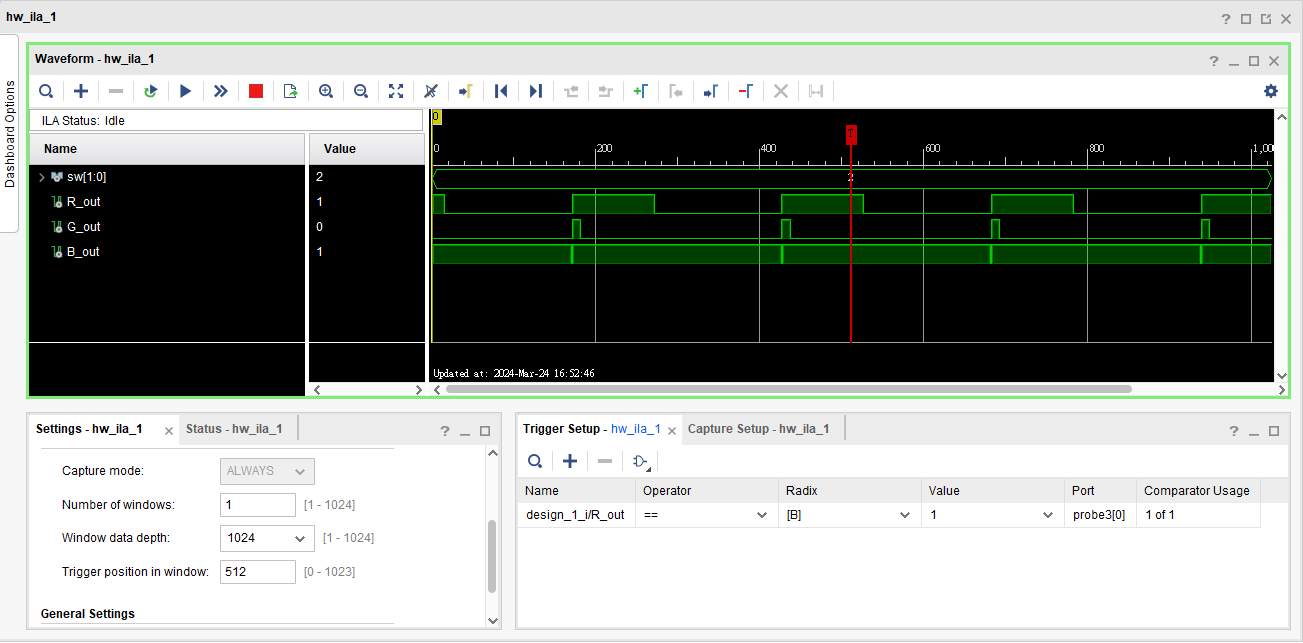 hw_ila_1
Dashboard Options
Waveform - hw_ila_1
ILA Status: Idle
Name Value
sw[1:0] 2
R_out 1
G_out 0
B_out 1
0
T
0 200 400 600 800 1,000
2
Updated at: 2024-Mar-24 16:52:46
Settings - hw_ila_1 Status - hw_ila_1
Capture mode: ALWAYS
Number of windows: 1 [1 - 1024]
Window data depth: 1024 [1 - 1024]
Trigger position in window: 512 [0 - 1023]
General Settings
Trigger Setup - hw_ila_1 Capture Setup - hw_ila_1
Name Operator Radix Value Port Comparator Usage
design_1_i/R_out == [B] 1 probe3[0] 1 of 1